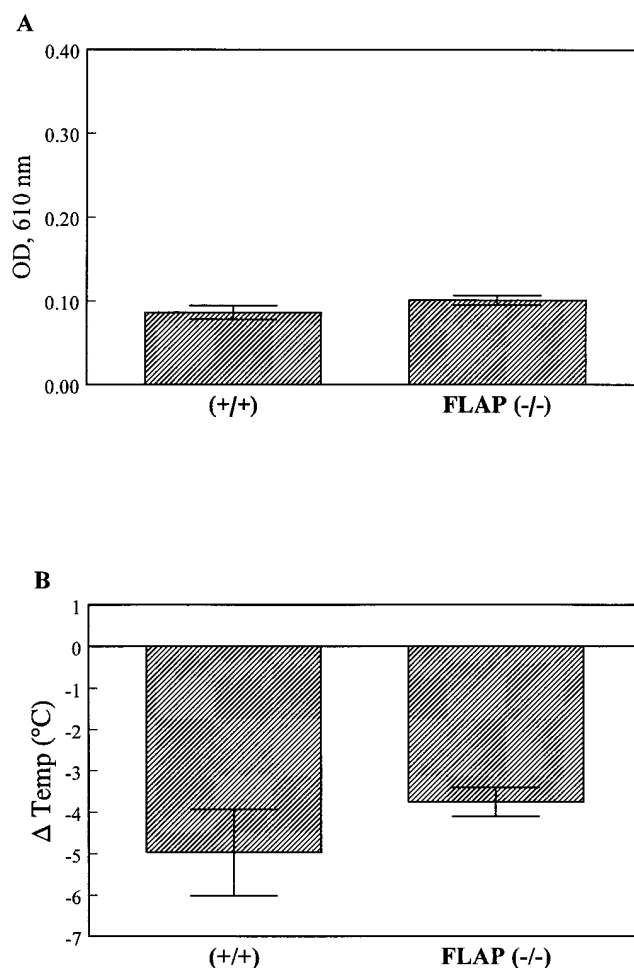 A
0.40
0.30
0.20
0.10
0.00
OD, 610 nm
(+/+) FLAP (-/-)
B
1
0
-1
-2
-3
-4
-5
-6
-7
Δ Temp (°C)
(+/+) FLAP (-/-)